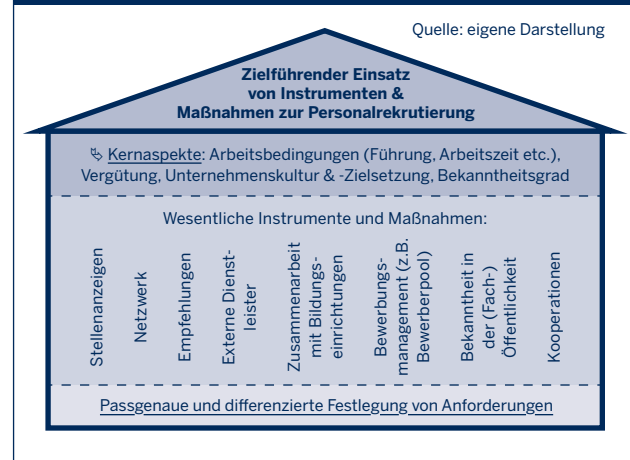 Quelle: eigene Darstellung
Zielführender Einsatz
von Instrumenten &
Maßnahmen zur Personalrekrutierung
↳ Kernaspekte: Arbeitsbedingungen (Führung, Arbeitszeit etc.),
Vergütung, Unternehmenskultur & -Zielsetzung, Bekanntheitsgrad
Wesentliche Instrumente und Maßnahmen:
Stellenanzeigen
Netzwerk
Empfehlungen
Externe Dienst-
leister
Zusammenarbeit
mit Bildungs-
einrichtungen
Bewerbungs-
management (z.B.
Bewerberpool)
Bekanntheit in
der (Fach-)
Öffentlichkeit
Kooperationen
Passgenaue und differenzierte Festlegung von Anforderungen